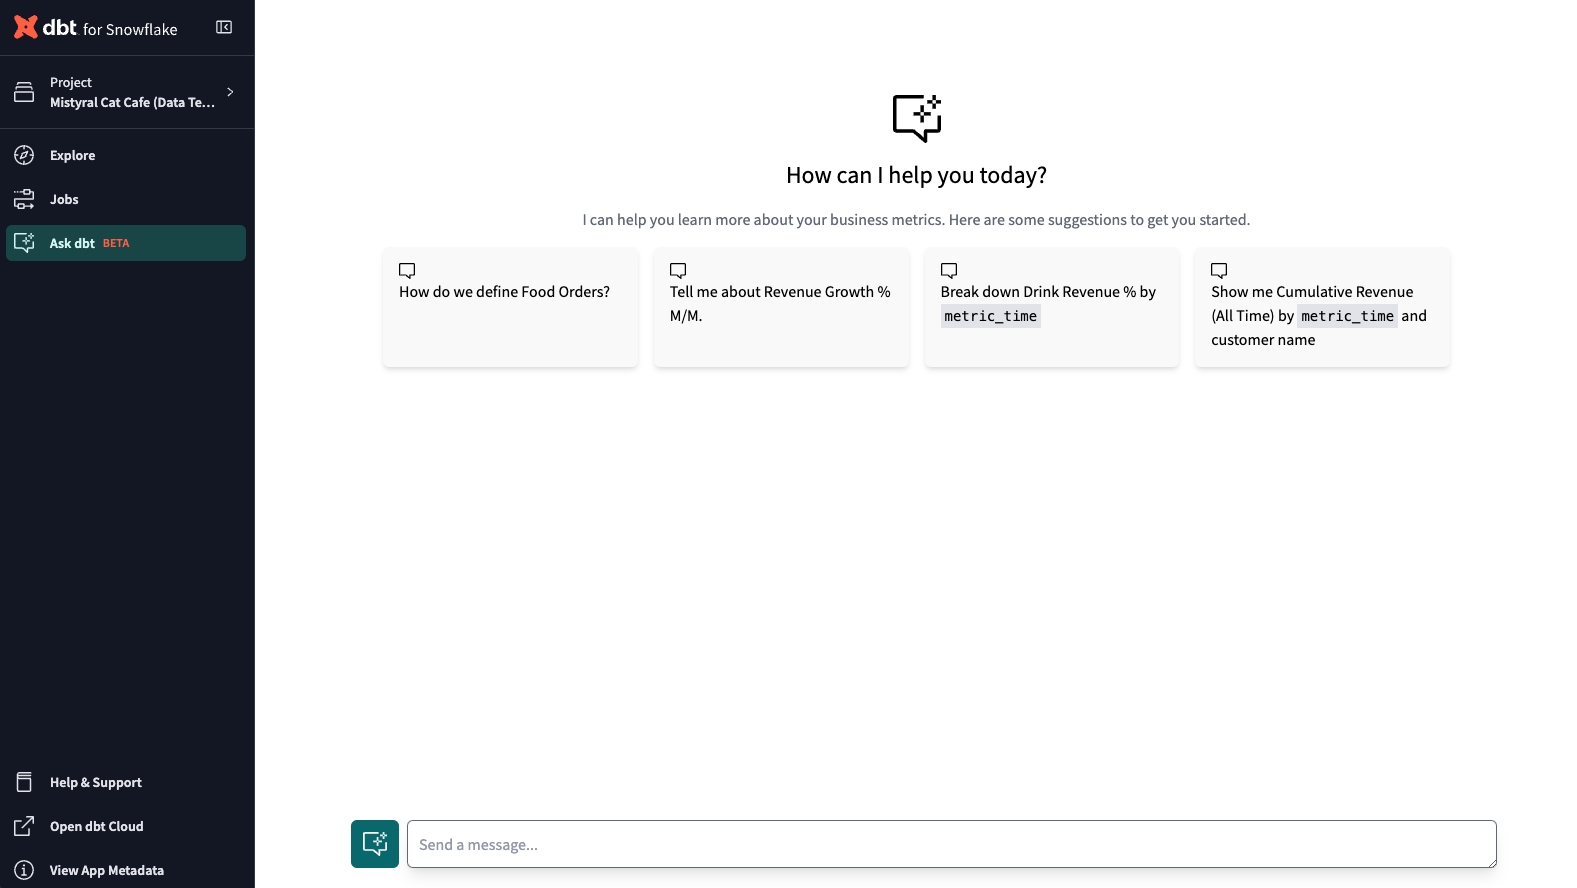 dbt for Snowflake
Project
Mistyral Cat Cafe (Data Te...
Explore
Jobs
Ask dbt BETA
Help & Support
Open dbt Cloud
View App Metadata
How can I help you today?
I can help you learn more about your business metrics. Here are some suggestions to get you started.
How do we define Food Orders?
Tell me about Revenue Growth %
M/M.
Break down Drink Revenue % by
metric_time
Show me Cumulative Revenue
(All Time) by metric_time and
customer name
Send a message...